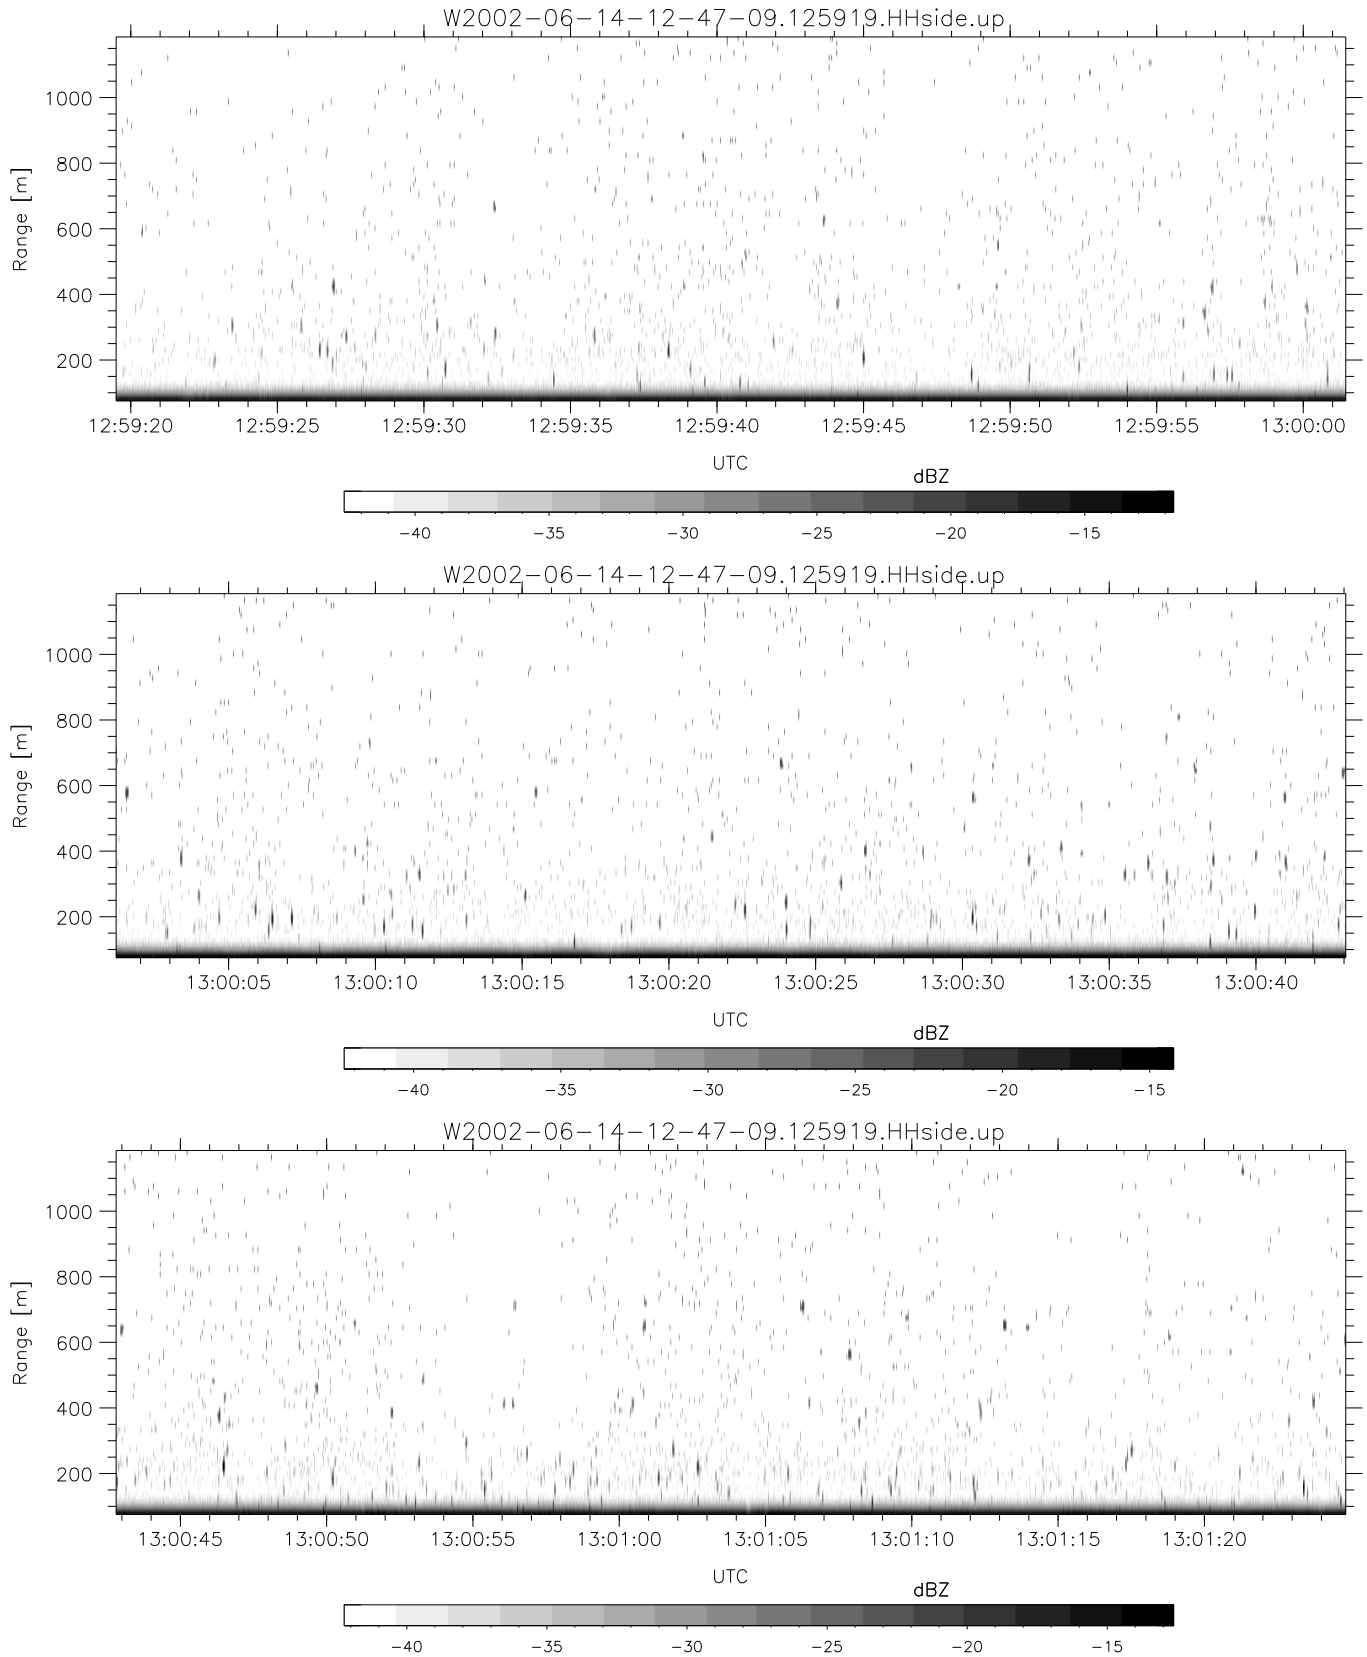 W2002-06-14-12-47-09.125919.HHside.up
1000
800
600
400
200
Range [m]
12:59:20 12:59:25 12:59:30 12:59:35 12:59:40 12:59:45 12:59:50 12:59:55 13:00:00
UTC
dBZ
-40 -35 -30 -25 -20 -15
W2002-06-14-12-47-09.125919.HHside.up
1000
800
600
400
200
Range [m]
13:00:05 13:00:10 13:00:15 13:00:20 13:00:25 13:00:30 13:00:35 13:00:40
UTC
dBZ
-40 -35 -30 -25 -20 -15
W2002-06-14-12-47-09.125919.HHside.up
1000
800
600
400
200
Range [m]
13:00:45 13:00:50 13:00:55 13:01:00 13:01:05 13:01:10 13:01:15 13:01:20
UTC
dBZ
-40 -35 -30 -25 -20 -15